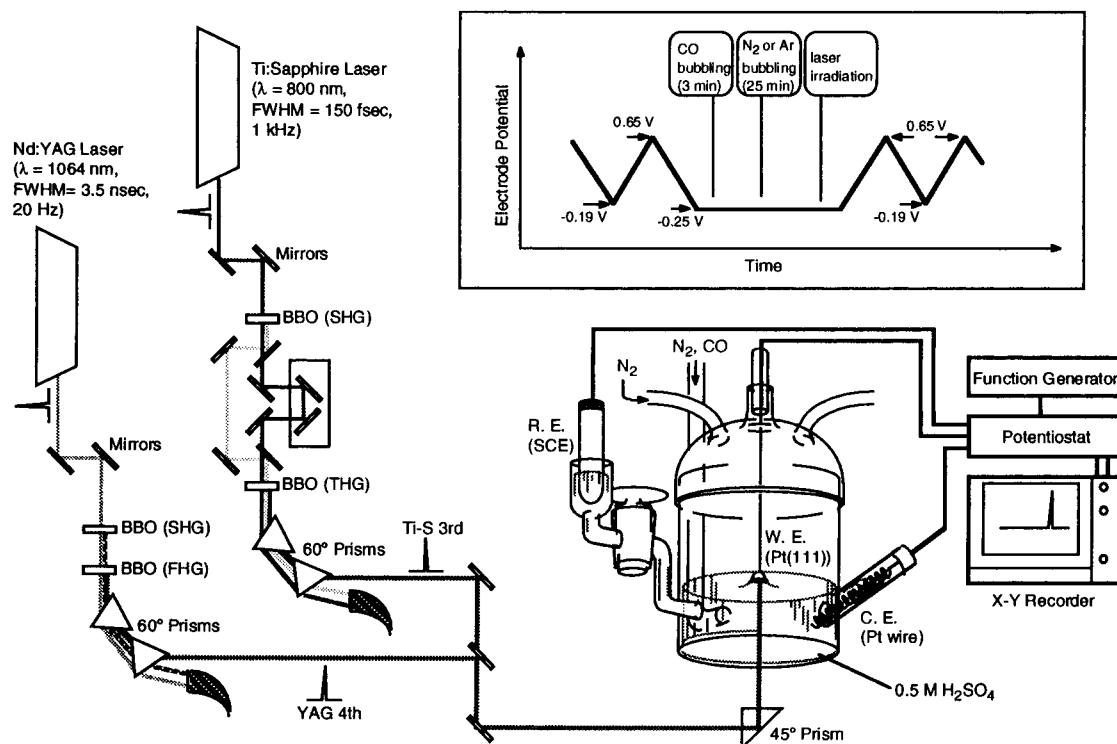 Ti:Sapphire Laser
(λ = 800 nm,
FWHM = 150 fsec,
1 kHz)
Nd:YAG Laser
(λ = 1064 nm,
FWHM= 3.5 nsec,
20 Hz)
Mirrors
BBO (SHG)
BBO (THG)
60° Prisms
Ti-S 3rd
Mirrors
BBO (SHG)
BBO (FHG)
60° Prisms
YAG 4th
Electrode Potential
CO
bubbling
(3 min)
N2 or Ar
bubbling
(25 min)
laser
irradiation
0.65 V
0.65 V
-0.19 V
-0.25 V
-0.19 V
Time
N2, CO
N2
R. E.
(SCE)
Function Generator
Potentiostat
W. E.
(Pt(111))
X-Y Recorder
C. E.
(Pt wire)
0.5 M H2SO4
45° Prism